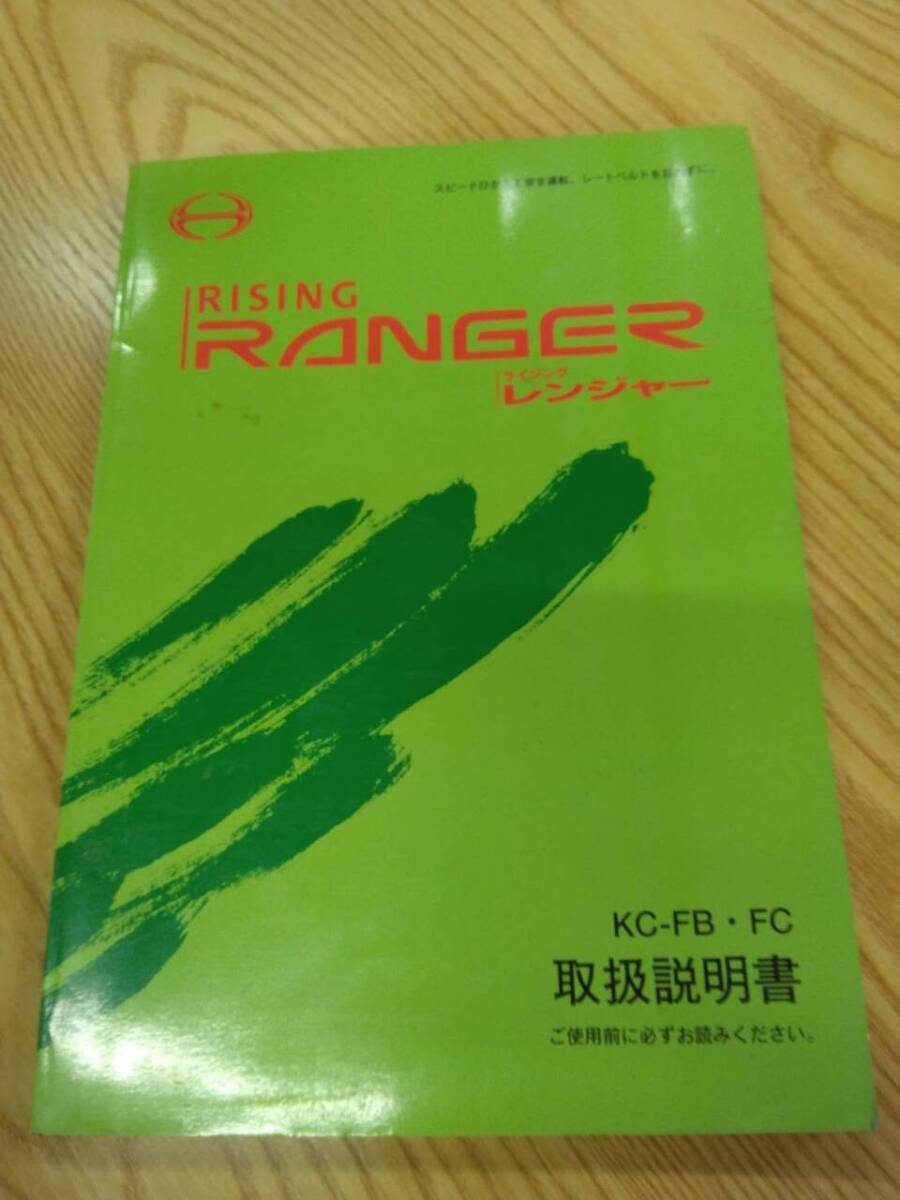 スピードひかえて安全運転、シートベルトを忘れずに。
RISING
RANGER
ライジング
レンジャー
KC-FB・FC
取扱説明書
ご使用前に必ずお読みください。